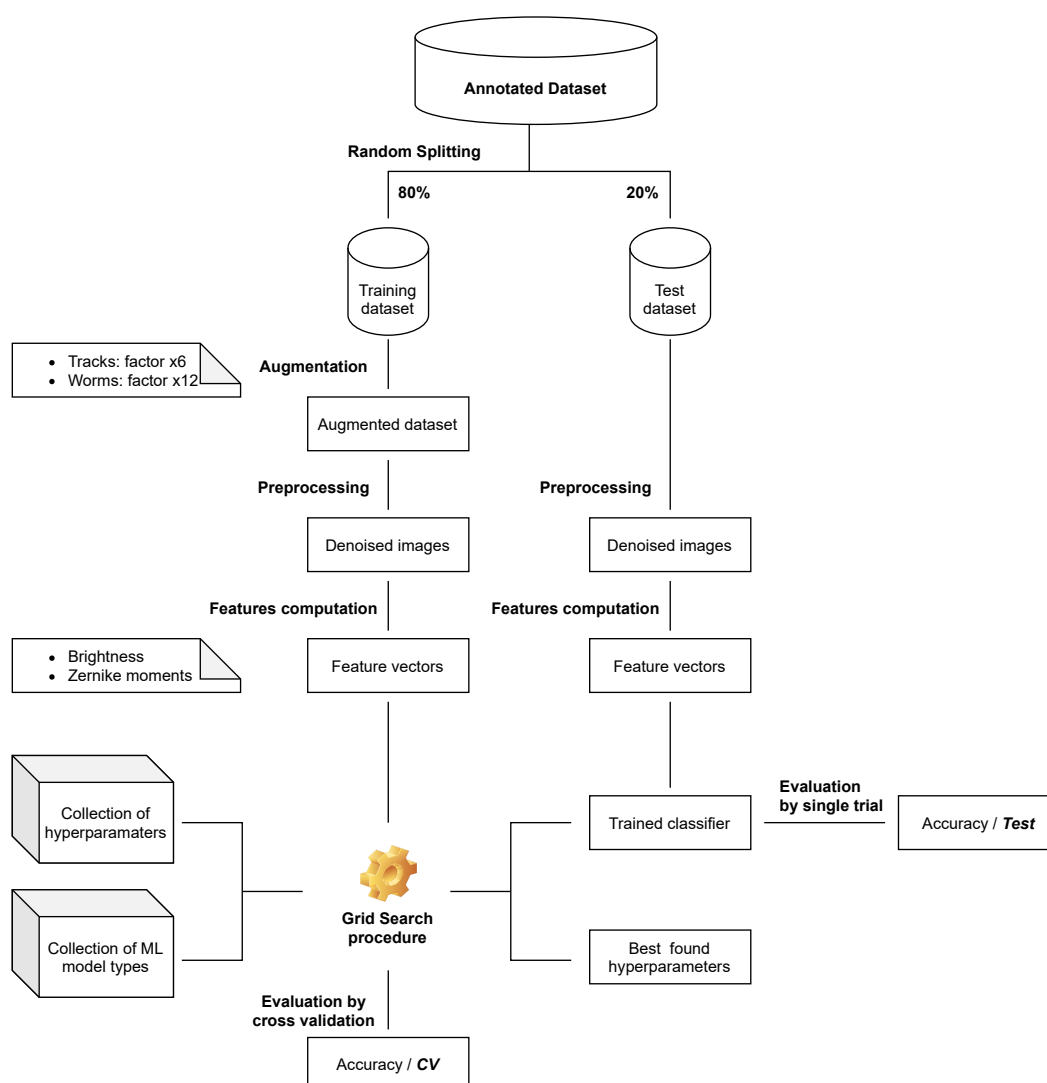 Annotated Dataset
Random Splitting
80%
20%
Training
dataset
Test
dataset
• Tracks: factor x6
• Worms: factor x12
Augmentation
Augmented dataset
Preprocessing
Preprocessing
Denoised images
Denoised images
Features computation
Features computation
• Brightness
• Zernike moments
Feature vectors
Feature vectors
Collection of
hyperparamaters
Trained classifier
Evaluation
by single trial
Accuracy / Test
Grid Search
procedure
Collection of ML
model types
Best found
hyperparameters
Evaluation by
cross validation
Accuracy / CV